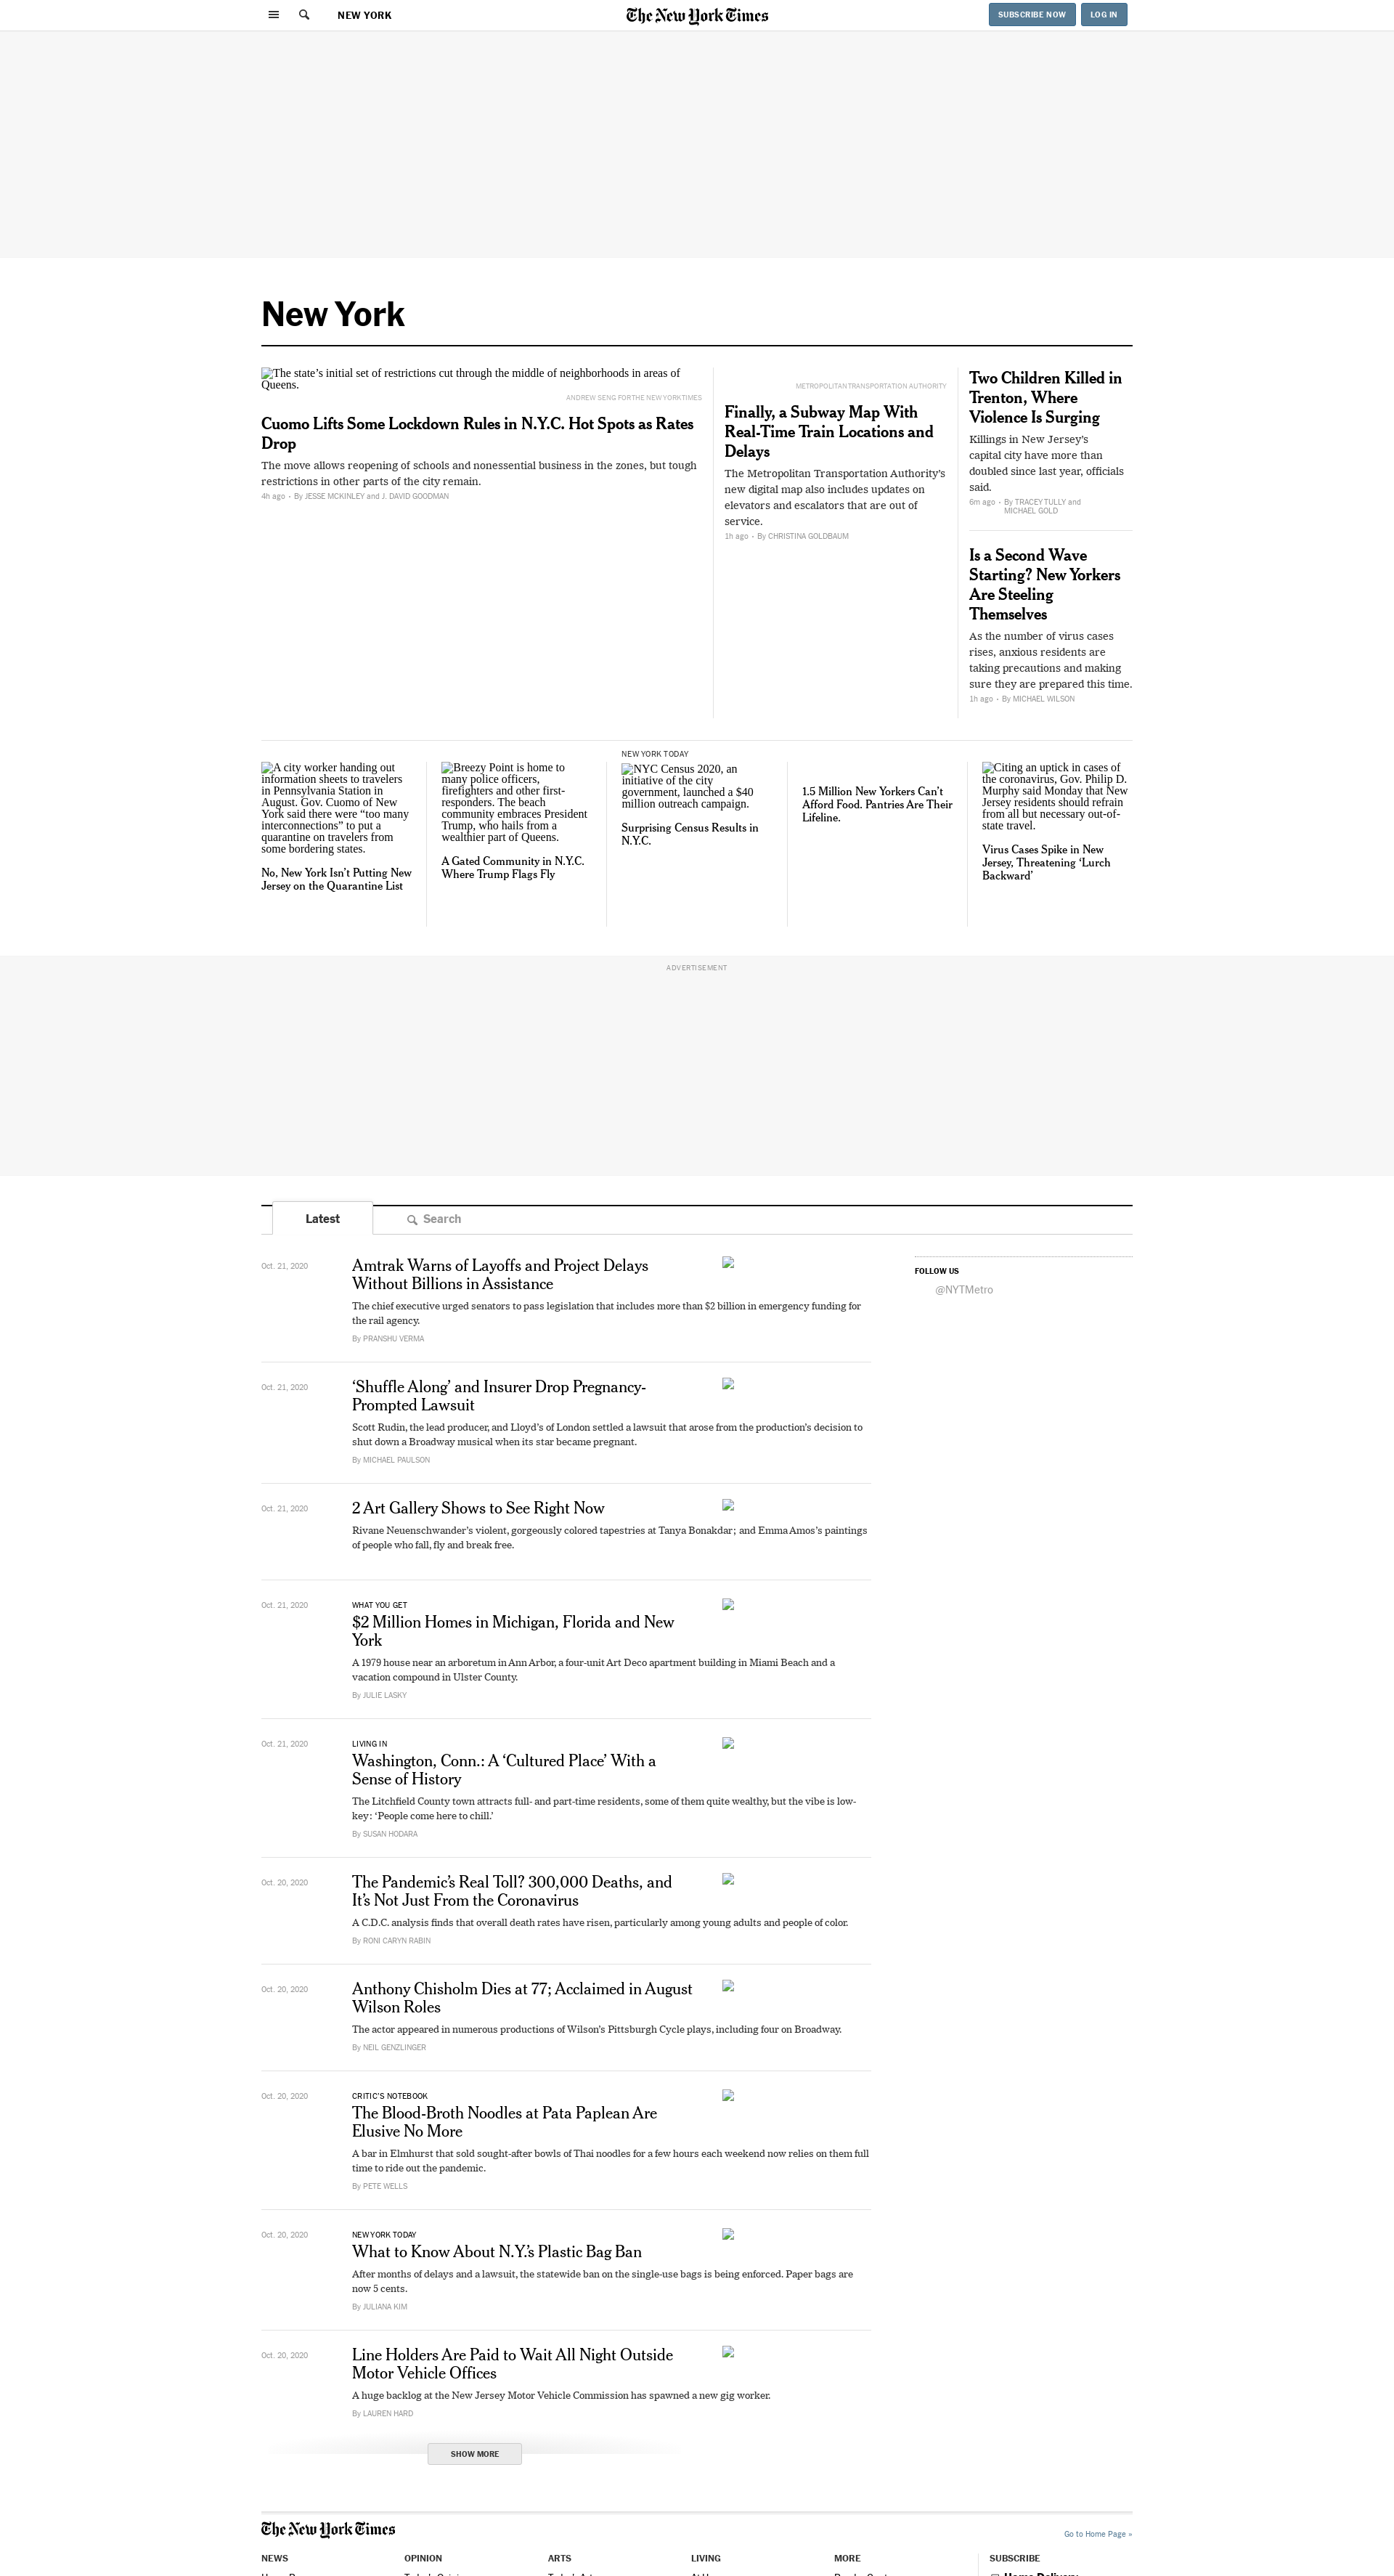 NEW YORK
The New York Times
SUBSCRIBE NOW
LOG IN
New York
The state’s initial set of restrictions cut through the middle of neighborhoods in areas of
Queens.
ANDREW SENG FOR THE NEW YORK TIMES
Cuomo Lifts Some Lockdown Rules in N.Y.C. Hot Spots as Rates
Drop
The move allows reopening of schools and nonessential business in the zones, but tough
restrictions in other parts of the city remain.
4h ago • By JESSE MCKINLEY and J. DAVID GOODMAN
METROPOLITAN TRANSPORTATION AUTHORITY
Finally, a Subway Map With
Real-Time Train Locations and
Delays
The Metropolitan Transportation Authority’s
new digital map also includes updates on
elevators and escalators that are out of
service.
1h ago • By CHRISTINA GOLDBAUM
Two Children Killed in
Trenton, Where
Violence Is Surging
Killings in New Jersey’s
capital city have more than
doubled since last year, officials
said.
6m ago • By TRACEY TULLY and
MICHAEL GOLD
Is a Second Wave
Starting? New Yorkers
Are Steeling
Themselves
As the number of virus cases
rises, anxious residents are
taking precautions and making
sure they are prepared this time.
1h ago • By MICHAEL WILSON
A city worker handing out
information sheets to travelers
in Pennsylvania Station in
August. Gov. Cuomo of New
York said there were “too many
interconnections” to put a
quarantine on travelers from
some bordering states.
No, New York Isn’t Putting New
Jersey on the Quarantine List
Breezy Point is home to
many police officers,
firefighters and other first-
responders. The beach
community embraces President
Trump, who hails from a
wealthier part of Queens.
A Gated Community in N.Y.C.
Where Trump Flags Fly
NEW YORK TODAY
NYC Census 2020, an
initiative of the city
government, launched a $40
million outreach campaign.
Surprising Census Results in
N.Y.C.
1.5 Million New Yorkers Can’t
Afford Food. Pantries Are Their
Lifeline.
Citing an uptick in cases of
the coronavirus, Gov. Philip D.
Murphy said Monday that New
Jersey residents should refrain
from all but necessary out-of-
state travel.
Virus Cases Spike in New
Jersey, Threatening ‘Lurch
Backward’
ADVERTISEMENT
Latest
Search
Oct. 21, 2020
Amtrak Warns of Layoffs and Project Delays
Without Billions in Assistance
The chief executive urged senators to pass legislation that includes more than $2 billion in emergency funding for
the rail agency.
By PRANSHU VERMA
FOLLOW US
@NYTMetro
Oct. 21, 2020
‘Shuffle Along’ and Insurer Drop Pregnancy-
Prompted Lawsuit
Scott Rudin, the lead producer, and Lloyd’s of London settled a lawsuit that arose from the production’s decision to
shut down a Broadway musical when its star became pregnant.
By MICHAEL PAULSON
Oct. 21, 2020
2 Art Gallery Shows to See Right Now
Rivane Neuenschwander’s violent, gorgeously colored tapestries at Tanya Bonakdar; and Emma Amos’s paintings
of people who fall, fly and break free.
Oct. 21, 2020
WHAT YOU GET
$2 Million Homes in Michigan, Florida and New
York
A 1979 house near an arboretum in Ann Arbor, a four-unit Art Deco apartment building in Miami Beach and a
vacation compound in Ulster County.
By JULIE LASKY
Oct. 21, 2020
LIVING IN
Washington, Conn.: A ‘Cultured Place’ With a
Sense of History
The Litchfield County town attracts full- and part-time residents, some of them quite wealthy, but the vibe is low-
key: ‘People come here to chill.’
By SUSAN HODARA
Oct. 20, 2020
The Pandemic’s Real Toll? 300,000 Deaths, and
It’s Not Just From the Coronavirus
A C.D.C. analysis finds that overall death rates have risen, particularly among young adults and people of color.
By RONI CARYN RABIN
Oct. 20, 2020
Anthony Chisholm Dies at 77; Acclaimed in August
Wilson Roles
The actor appeared in numerous productions of Wilson’s Pittsburgh Cycle plays, including four on Broadway.
By NEIL GENZLINGER
Oct. 20, 2020
CRITIC’S NOTEBOOK
The Blood-Broth Noodles at Pata Paplean Are
Elusive No More
A bar in Elmhurst that sold sought-after bowls of Thai noodles for a few hours each weekend now relies on them full
time to ride out the pandemic.
By PETE WELLS
Oct. 20, 2020
NEW YORK TODAY
What to Know About N.Y.’s Plastic Bag Ban
After months of delays and a lawsuit, the statewide ban on the single-use bags is being enforced. Paper bags are
now 5 cents.
By JULIANA KIM
Oct. 20, 2020
Line Holders Are Paid to Wait All Night Outside
Motor Vehicle Offices
A huge backlog at the New Jersey Motor Vehicle Commission has spawned a new gig worker.
By LAUREN HARD
SHOW MORE
The New York Times
Go to Home Page »
NEWS
OPINION
ARTS
LIVING
MORE
SUBSCRIBE